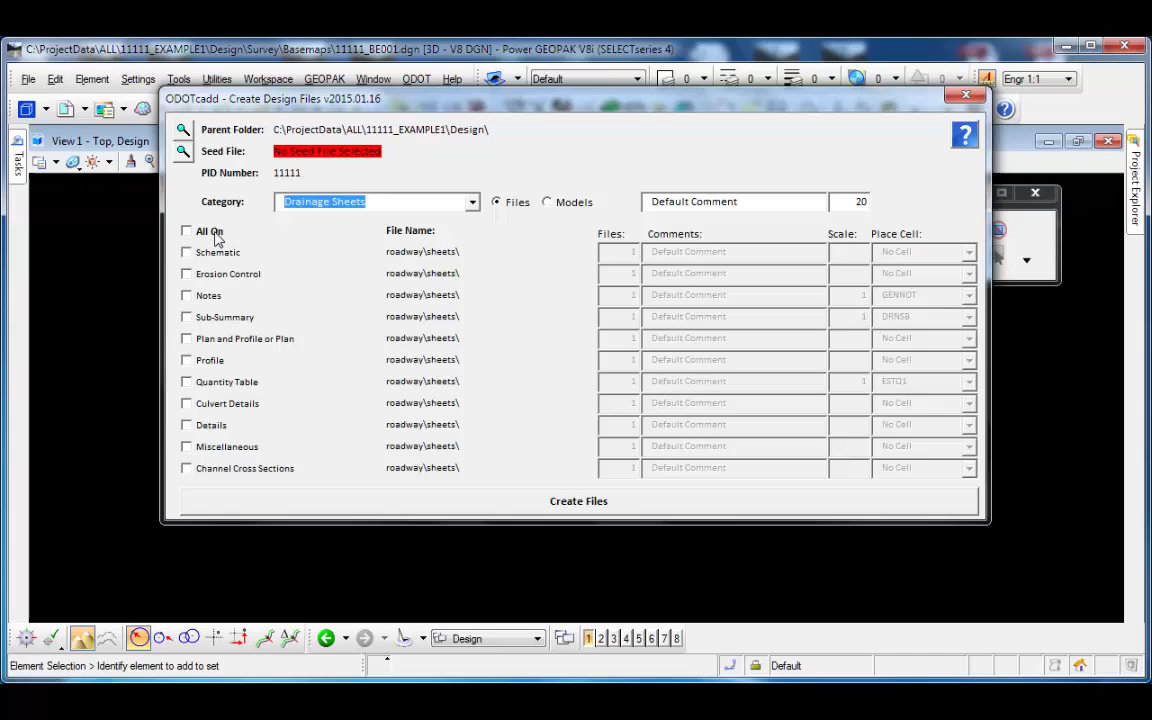 C:\ProjectData\ALL\11111_EXAMPLE1\Design\Survey\Basemaps\11111_BE001.dgn [3D - V8 DGN] - Power GEOPAK V8i (SELECTseries 4)
File Edit Element Settings Tools Utilities Workspace GEOPAK Window ODOT Help Default 0 0 0 0 0 Engr 1:1
ODOTcadd - Create Design Files v2015.01.16
View 1 - Top, Design
Tasks
Project Explorer
Parent Folder: C:\ProjectData\ALL\11111_EXAMPLE1\Design\
Seed File: No Seed File Selected
PID Number: 11111
Category: Drainage Sheets Files Models Default Comment 20
All On File Name: Files: Comments: Scale: Place Cell:
Schematic roadway\sheets\ 1 Default Comment No Cell
Erosion Control roadway\sheets\ 1 Default Comment No Cell
Notes roadway\sheets\ 1 Default Comment 1 GENNOT
Sub-Summary roadway\sheets\ 1 Default Comment 1 DRNSB
Plan and Profile or Plan roadway\sheets\ 1 Default Comment No Cell
Profile roadway\sheets\ 1 Default Comment No Cell
Quantity Table roadway\sheets\ 1 Default Comment 1 ESTQ1
Culvert Details roadway\sheets\ 1 Default Comment No Cell
Details roadway\sheets\ 1 Default Comment No Cell
Miscellaneous roadway\sheets\ 1 Default Comment No Cell
Channel Cross Sections roadway\sheets\ 1 Default Comment No Cell
Create Files
Design 1 2 3 4 5 6 7 8
Element Selection > Identify element to add to set Default